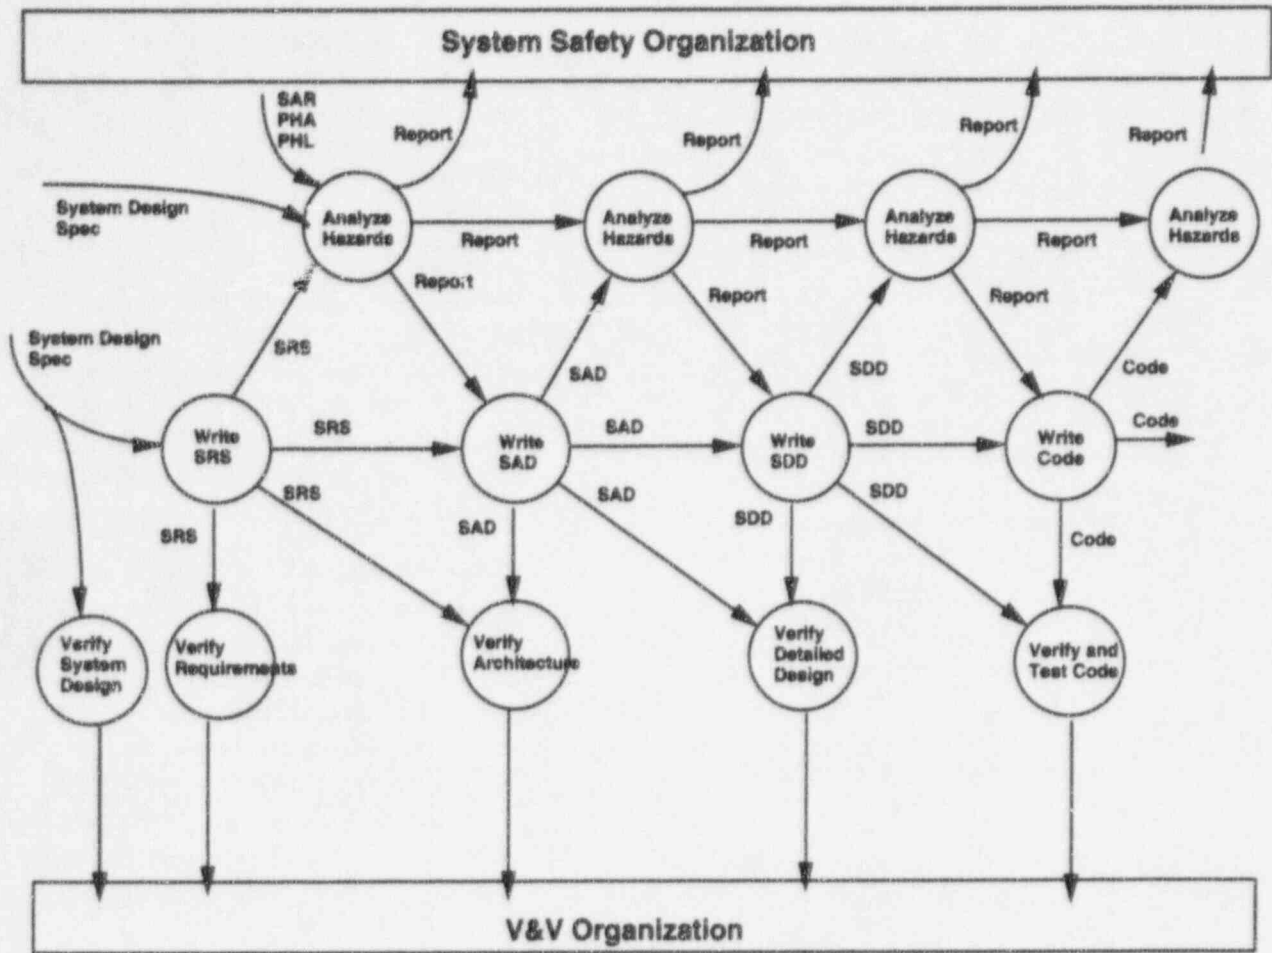 System Safety Organization
SAR
PHA
PHL
Report
Report
Report
Report
System Design
Spec
Analyze
Hazards
Report
Analyze
Hazards
Report
Analyze
Hazards
Report
Analyze
Hazards
Report
Report
Report
System Design
Spec
SRS
SAD
SDD
Code
Write
SRS
SRS
Write
SAD
SAD
Write
SDD
SDD
Write
Code
Code
SRS
SAD
SDD
SRS
SAD
SDD
Code
Verify
System
Design
Verify
Requirements
Verify
Architecture
Verify
Detailed
Design
Verify and
Test Code
V&V Organization